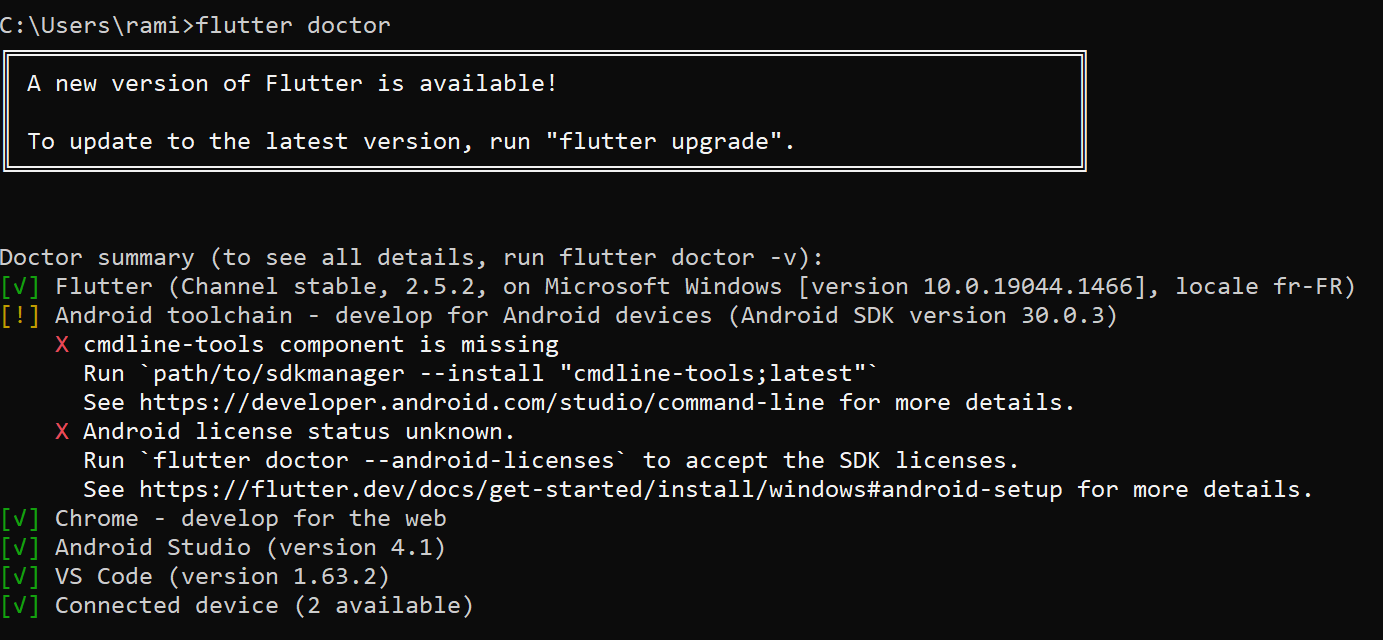 C:\Users\rami>flutter doctor
A new version of Flutter is available!
To update to the latest version, run "flutter upgrade".
Doctor summary (to see all details, run flutter doctor -v):
[√] Flutter (Channel stable, 2.5.2, on Microsoft Windows [version 10.0.19044.1466], locale fr-FR)
[!] Android toolchain - develop for Android devices (Android SDK version 30.0.3)
X cmdline-tools component is missing
Run `path/to/sdkmanager --install "cmdline-tools;latest"`
See https://developer.android.com/studio/command-line for more details.
X Android license status unknown.
Run `flutter doctor --android-licenses` to accept the SDK licenses.
See https://flutter.dev/docs/get-started/install/windows#android-setup for more details.
[√] Chrome - develop for the web
[√] Android Studio (version 4.1)
[√] VS Code (version 1.63.2)
[√] Connected device (2 available)